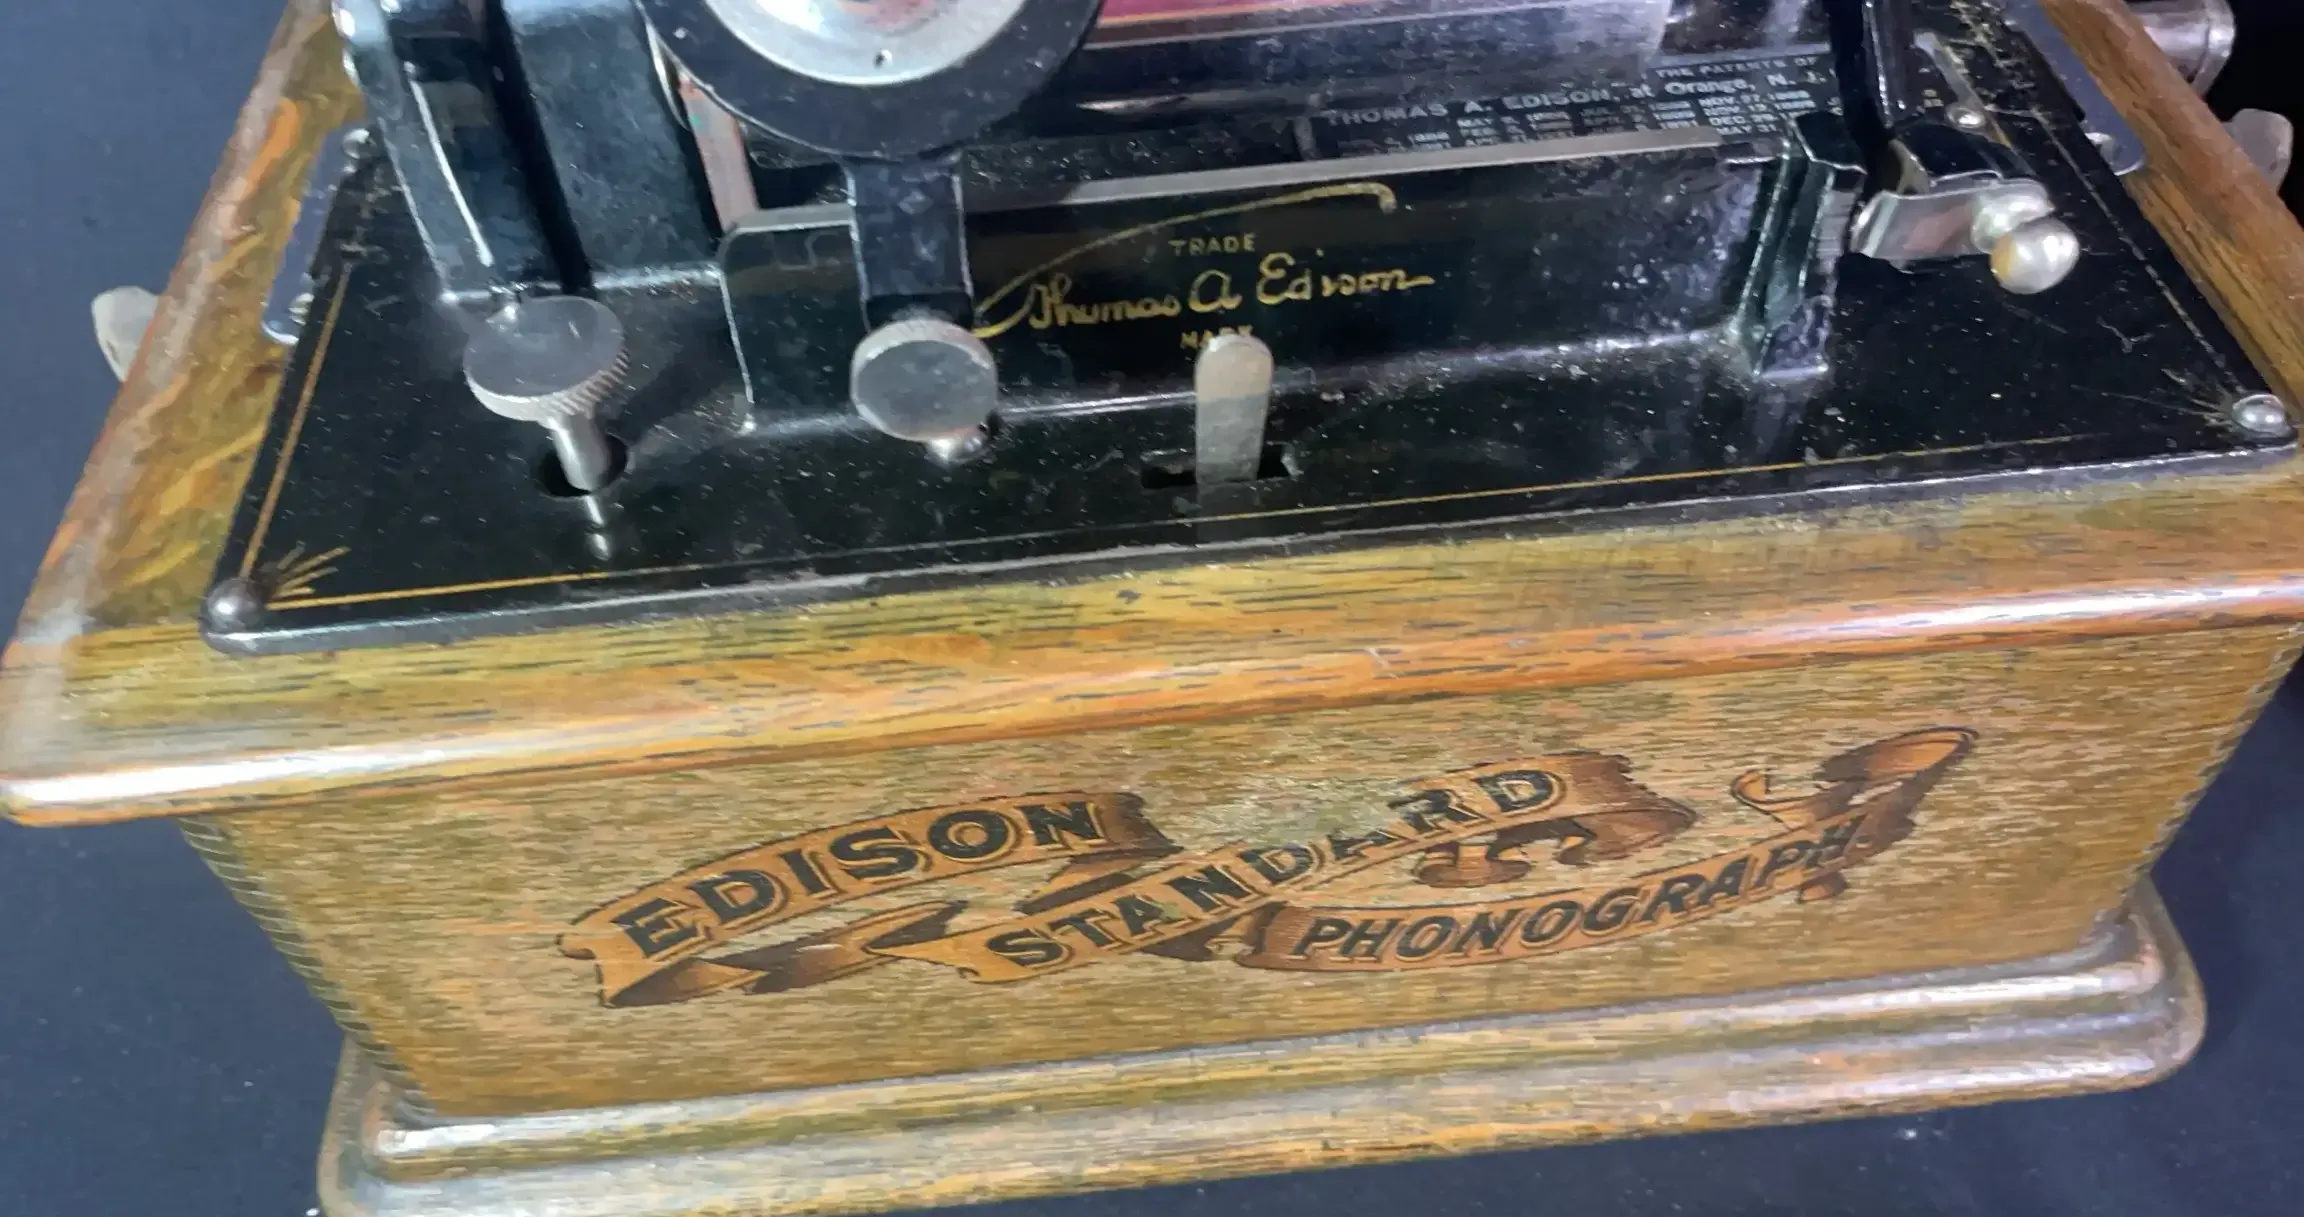 THE PATENTS OF
THOMAS A. EDISON, at Orange, N. J.
TRADE
Thomas A Edison
MARK
EDISON
STANDARD
PHONOGRAPH